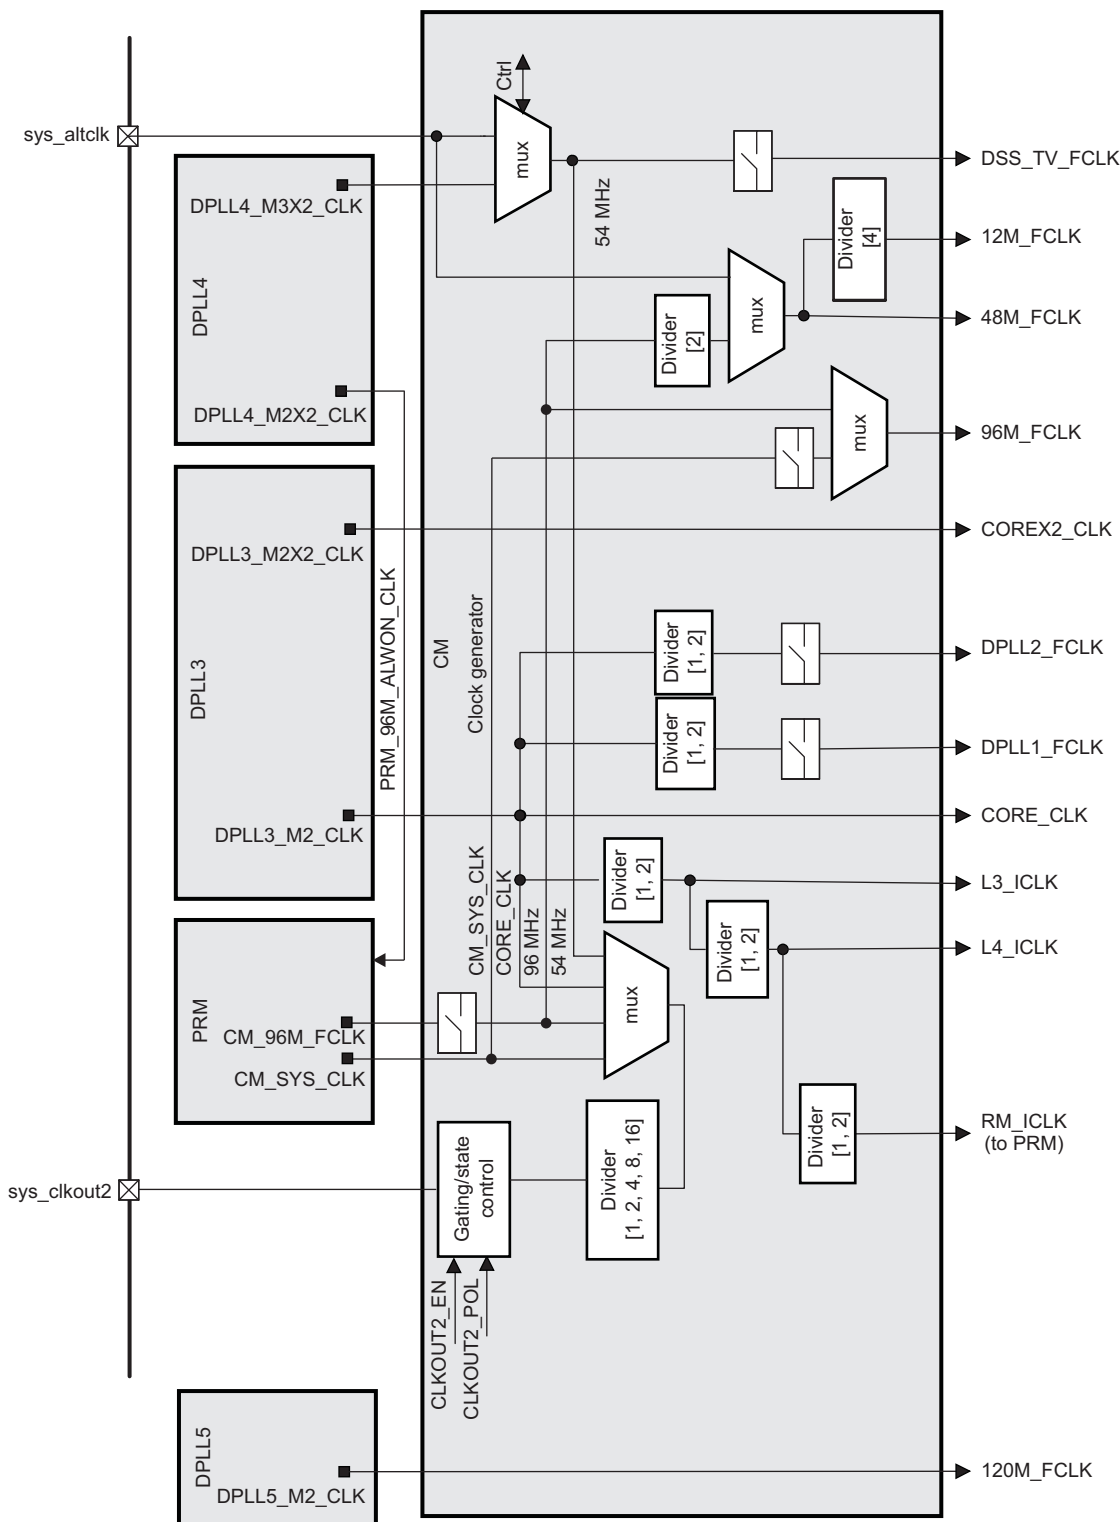 Ctrl
sys_altclk
mux
DSS_TV_FCLK
DPLL4_M3X2_CLK
54 MHz
Divider
[4]
12M_FCLK
DPLL4
mux
48M_FCLK
Divider
[2]
DPLL4_M2X2_CLK
mux
96M_FCLK
COREX2_CLK
DPLL3_M2X2_CLK
DPLL3
PRM_96M_ALWON_CLK
CM
Clock generator
Divider
[1, 2]
DPLL2_FCLK
Divider
[1, 2]
DPLL1_FCLK
DPLL3_M2_CLK
CORE_CLK
CM_SYS_CLK
CORE_CLK
96 MHz
54 MHz
Divider
[1, 2]
L3_ICLK
Divider
[1, 2]
L4_ICLK
mux
PRM
CM_96M_FCLK
CM_SYS_CLK
Divider
[1, 2]
RM_ICLK
(to PRM)
sys_clkout2
Gating/state
control
Divider
[1, 2, 4, 8, 16]
CLKOUT2_EN
CLKOUT2_POL
DPLL5
DPLL5_M2_CLK
120M_FCLK